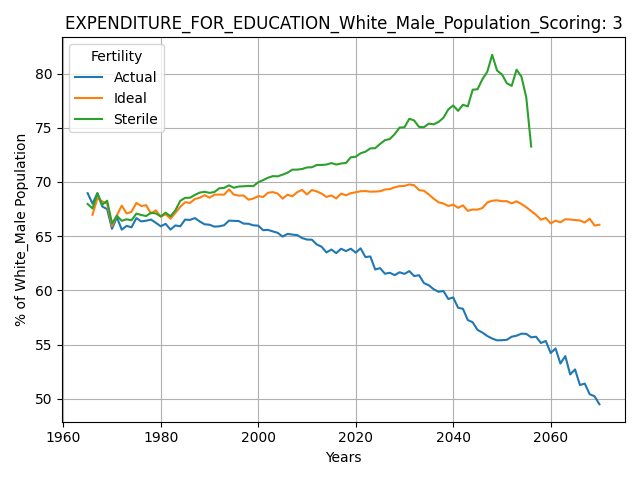 EXPENDITURE_FOR_EDUCATION_White_Male_Population_Scoring: 3
Fertility
Actual
Ideal
Sterile
% of White_Male Population
80
75
70
65
60
55
50
1960
1980
2000
2020
2040
2060
Years